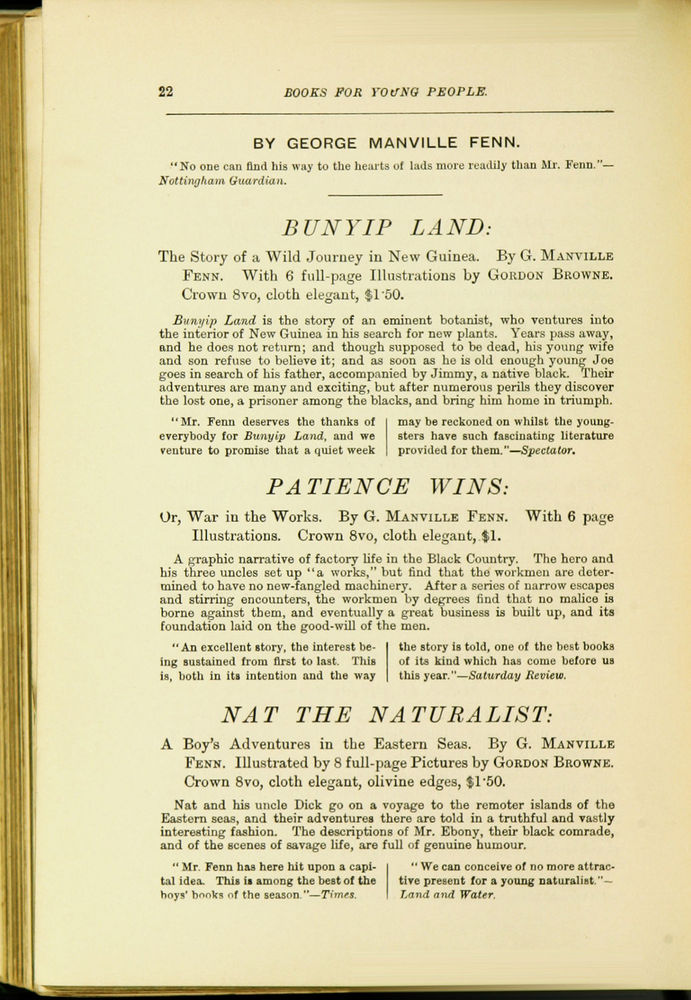 22 BOOKS FOR YOUNG PEOPLE.
BY GEORGE MANVILLE FENN.
"No one can find his way to the hearts of lads more readily than Mr. Fenn."—
Nottingham Guardian.
BUNYIP LAND:
The Story of a Wild Journey in New Guinea. By G. MANVILLE
FENN. With 6 full-page Illustrations by GORDON BROWNE.
Crown 8vo, cloth elegant, $1·50.
Bunyip Land is the story of an eminent botanist, who ventures into
the interior of New Guinea in his search for new plants. Years pass away,
and he does not return; and though supposed to be dead, his young wife
and son refuse to believe it; and as soon as he is old enough young Joe
goes in search of his father, accompanied by Jimmy, a native black. Their
adventures are many and exciting, but after numerous perils they discover
the lost one, a prisoner among the blacks, and bring him home in triumph.
"Mr. Fenn deserves the thanks of
everybody for Bunyip Land, and we
venture to promise that a quiet week
may be reckoned on whilst the young-
sters have such fascinating literature
provided for them."—Spectator.
PATIENCE WINS:
Or, War in the Works. By G. MANVILLE FENN. With 6 page
Illustrations. Crown 8vo, cloth elegant, $1.
A graphic narrative of factory life in the Black Country. The hero and
his three uncles set up "a works," but find that the workmen are deter-
mined to have no new-fangled machinery. After a series of narrow escapes
and stirring encounters, the workmen by degrees find that no malice is
borne against them, and eventually a great business is built up, and its
foundation laid on the good-will of the men.
"An excellent story, the interest be-
ing sustained from first to last. This
is, both in its intention and the way
the story is told, one of the best books
of its kind which has come before us
this year."—Saturday Review.
NAT THE NATURALIST:
A Boy's Adventures in the Eastern Seas. By G. MANVILLE
FENN. Illustrated by 8 full-page Pictures by GORDON BROWNE.
Crown 8vo, cloth elegant, olivine edges, $1·50.
Nat and his uncle Dick go on a voyage to the remoter islands of the
Eastern seas, and their adventures there are told in a truthful and vastly
interesting fashion. The descriptions of Mr. Ebony, their black comrade,
and of the scenes of savage life, are full of genuine humour.
"Mr. Fenn has here hit upon a capi-
tal idea. This is among the best of the
boys' books of the season."—Times.
"We can conceive of no more attrac-
tive present for a young naturalist."—
Land and Water.